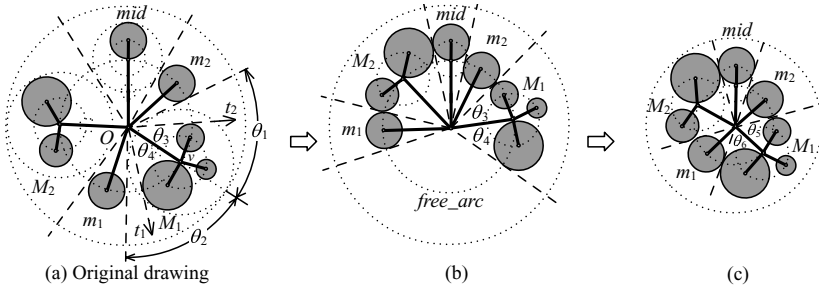 mid
m2
t2
O
θ3
θ4
v
θ1
M2
m1
M1
t1
θ2
(a) Original drawing
mid
m2
M2
M1
m1
θ3
θ4
free_arc
(b)
mid
m2
M2
θ5
θ6
M1
m1
(c)